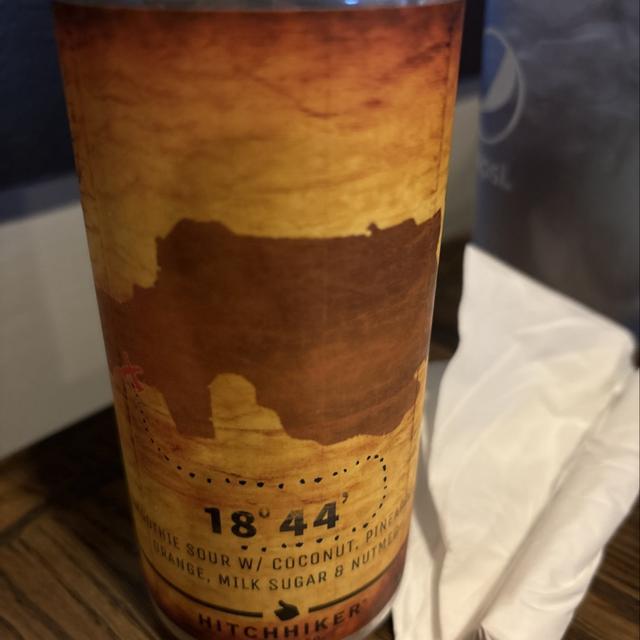 18° 44'
SOUR W/ COCONUT,
ORANGE, MILK SUGAR & NUTMEG
HITCHHIKER